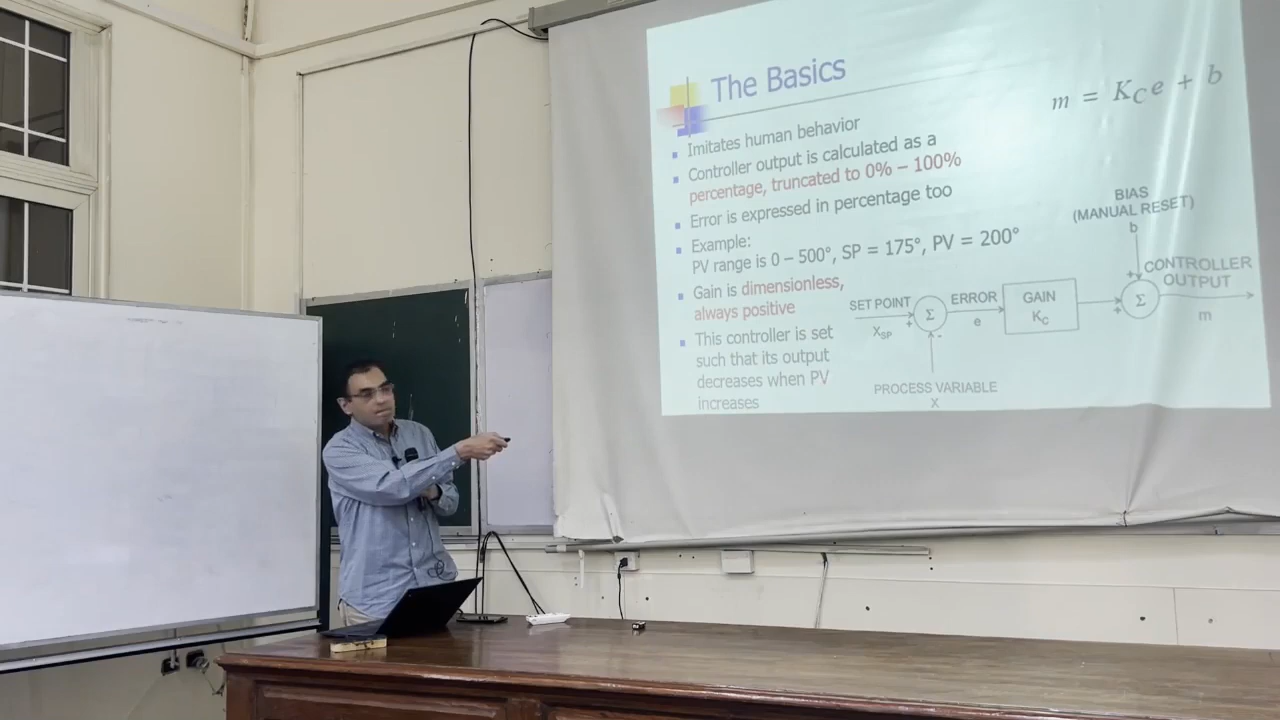 The Basics
m = K_C e + b
Imitates human behavior
Controller output is calculated as a
percentage, truncated to 0% – 100%
Error is expressed in percentage too
Example:
PV range is 0 – 500°, SP = 175°, PV = 200°
Gain is dimensionless,
always positive
This controller is set
such that its output
decreases when PV
increases
BIAS
(MANUAL RESET)
b
SET POINT
X_SP
+
Σ
-
ERROR
e
GAIN
K_C
+
+
Σ
CONTROLLER
OUTPUT
m
PROCESS VARIABLE
X